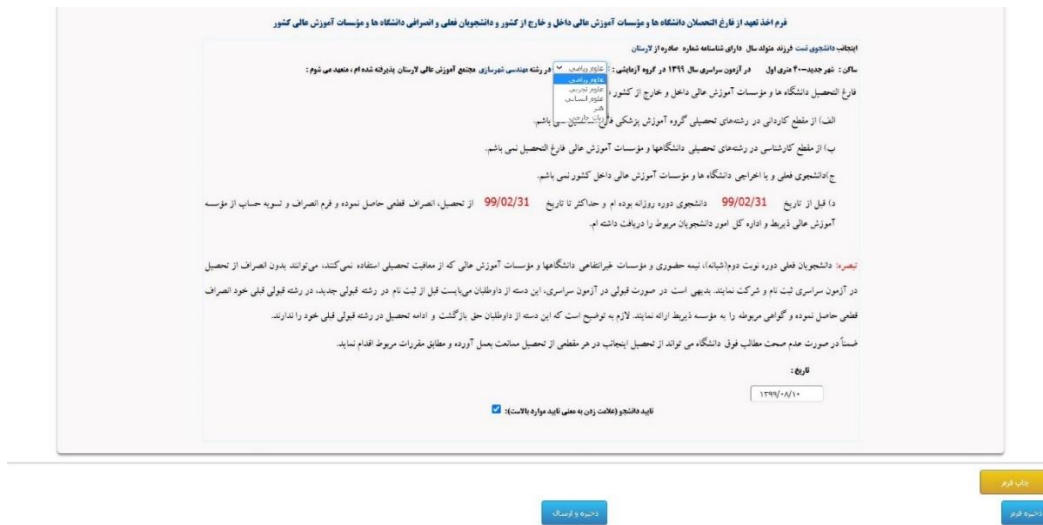 فرم اخذ تعهد از فارغ التحصیلان دانشگاه ها و مؤسسات آموزش عالی داخل و خارج از کشور و دانشجویان فعلی و انصرافی دانشگاه ها و مؤسسات آموزش عالی کشور
اینجانب دانشجوی تست فرزند متولد سال دارای شناسنامه شماره صادره از لارستان
ساکن : شهر جدید-۴۰ متری اول در آزمون سراسری سال ۱۳۹۹ در گروه آزمایشی : علوم ریاضی در رشته مهندسی شهرسازی مجتمع آموزش عالی لارستان پذیرفته شده ام ، متعهد می شوم :
علوم ریاضی
علوم تجربی
علوم انسانی
هنر
زبان خارجی
فارغ التحصیل دانشگاه ها و مؤسسات آموزش عالی داخل و خارج از کشور
الف) از مقطع کاردانی در رشتههای تحصیلی گروه آموزش پزشکی باشم.
ب) از مقطع کارشناسی در رشتههای تحصیلی دانشگاهها و مؤسسات آموزش عالی فارغ التحصیل نمی باشم.
ج)دانشجوی فعلی و یا اخراجی دانشگاه ها و مؤسسات آموزش عالی داخل کشور نمی باشم.
د) قبل از تاریخ 99/02/31 دانشجوی دوره روزانه بوده ام و حداکثر تا تاریخ 99/02/31 از تحصیل، انصراف قطعی حاصل نموده و فرم انصراف و تسویه حساب از مؤسسه
آموزش عالی ذیربط و اداره کل امور دانشجویان مربوط را دریافت داشته ام.
تبصره: دانشجویان فعلی دوره نوبت دوم(شبانه)، نیمه حضوری و مؤسسات غیرانتفاعی دانشگاهها و مؤسسات آموزش عالی که از معافیت تحصیلی استفاده نمیکنند، میتوانند بدون انصراف از تحصیل
در آزمون سراسری ثبت نام و شرکت نمایند. بدیهی است در صورت قبولی در آزمون سراسری، این دسته از داوطلبان میبایست قبل از ثبت نام در رشته قبولی جدید، در رشته قبولی قبلی خود انصراف
قطعی حاصل نموده و گواهی مربوطه را به مؤسسه ذیربط ارائه نمایند. لازم به توضیح است که این دسته از داوطلبان حق بازگشت و ادامه تحصیل در رشته قبولی قبلی خود را ندارند.
ضمناً در صورت عدم صحت مطالب فوق دانشگاه می تواند از تحصیل اینجانب در هر مقطعی از تحصیل ممانعت بعمل آورده و مطابق مقررات مربوط اقدام نماید.
تاریخ :
۱۳۹۹/۰۸/۱۰
تایید دانشجو (علامت زدن به معنی تایید موارد بالاست):
چاپ فرم
ذخیره فرم
ذخیره و ارسال